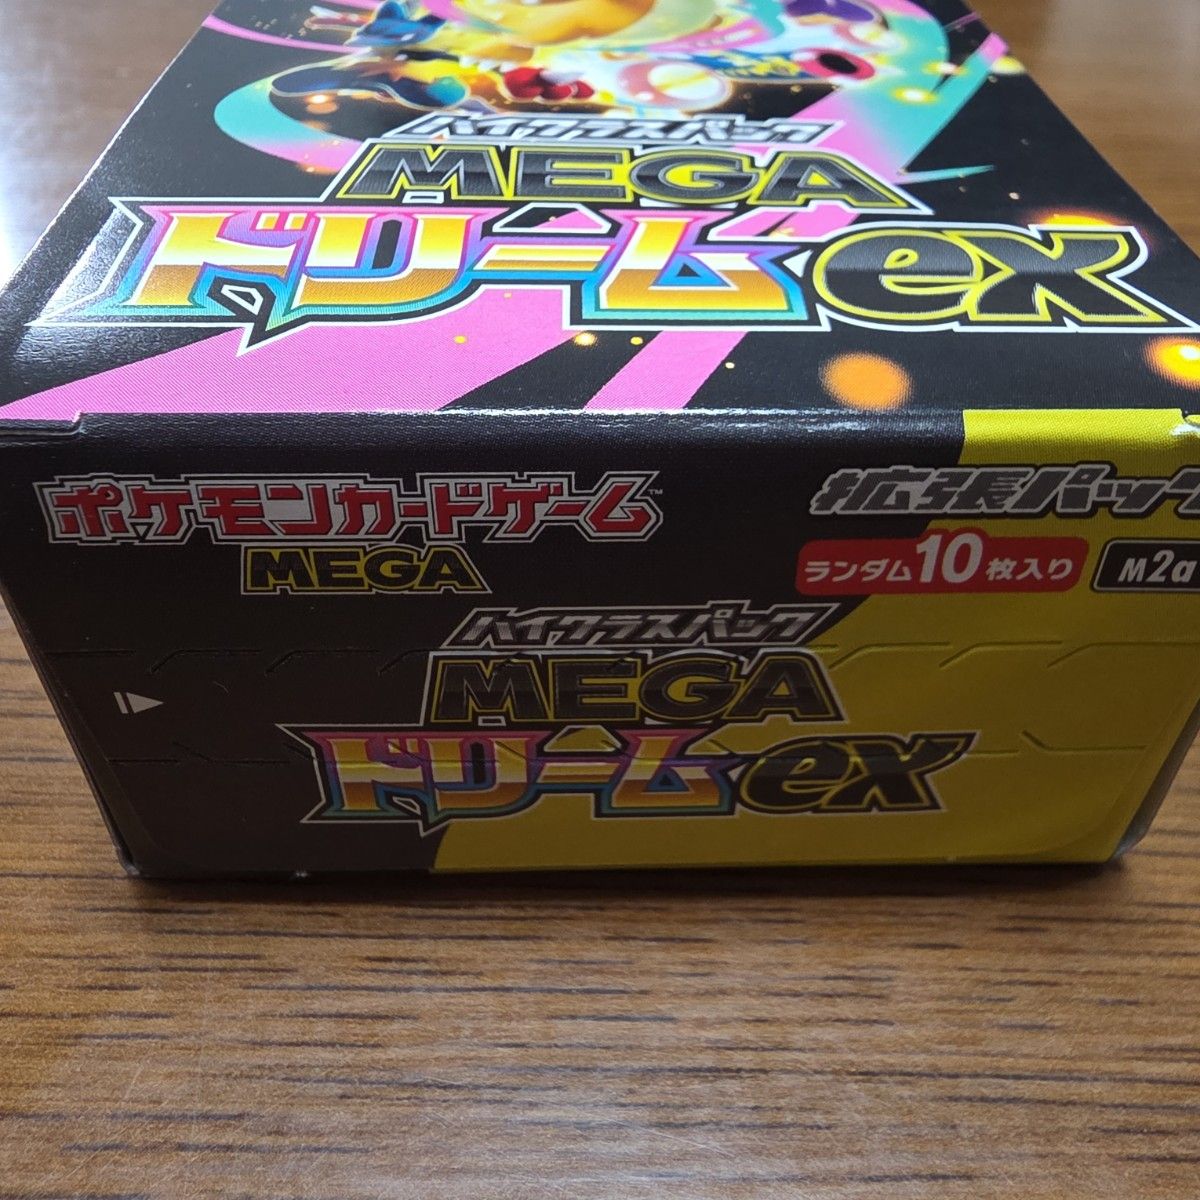 ハイクラスパック
MEGA
ドリームex
ポケモンカードゲーム™
MEGA
拡張パック
ランダム10枚入り
M2a
ハイクラスパック
MEGA
ドリームex